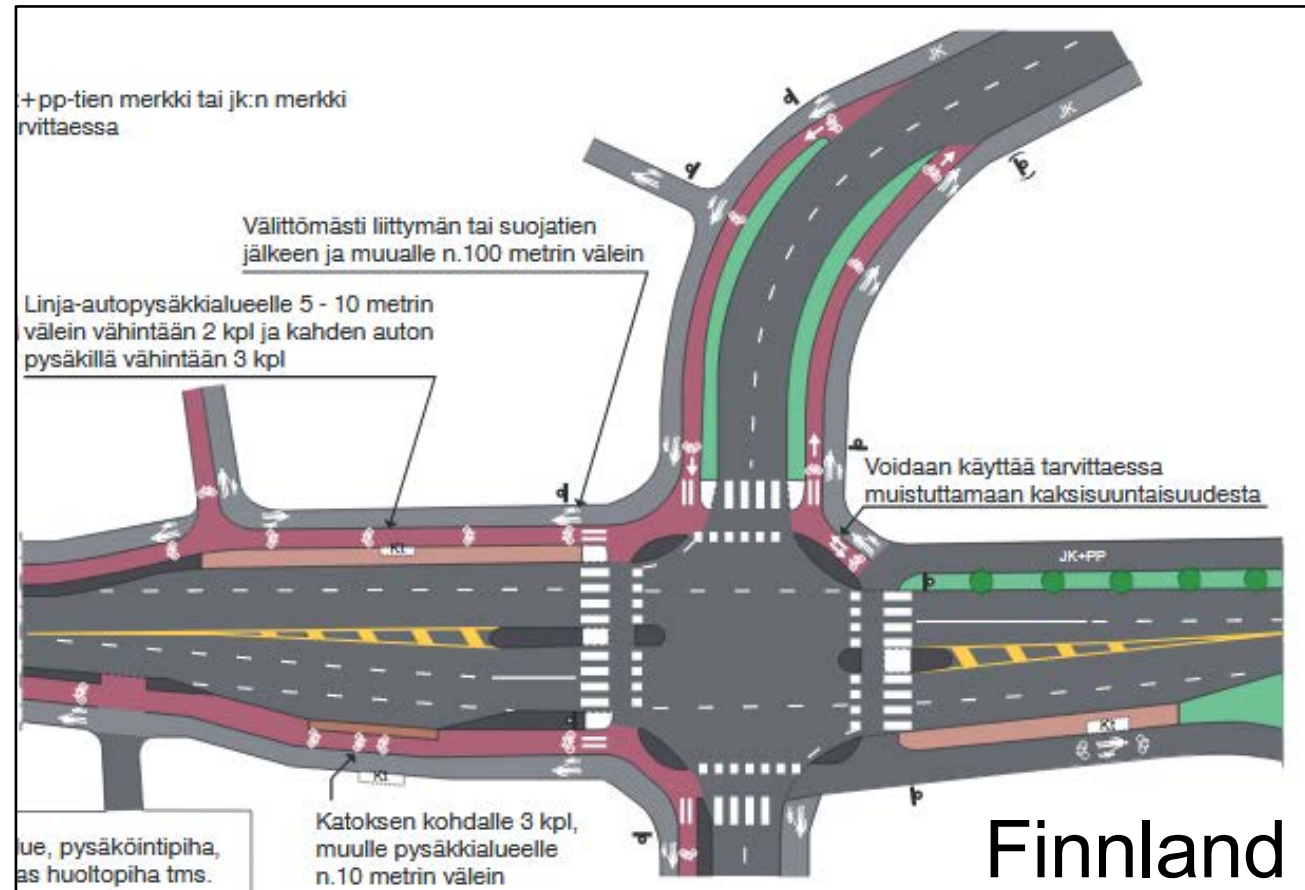 :+pp-tien merkki tai jk:n merkki
rvittaessa
JK
JK
Välittömästi liittymän tai suojatien
jälkeen ja muualle n.100 metrin välein
Linja-autopysäkkialueelle 5 - 10 metrin
välein vähintään 2 kpl ja kahden auton
pysäkillä vähintään 3 kpl
Voidaan käyttää tarvittaessa
muistuttamaan kaksisuuntaisuudesta
Kt
JK+PP
Kt
Kt
Katoksen kohdalle 3 kpl,
muulle pysäkkialueelle
n.10 metrin välein
lue, pysäköintipiha,
as huoltopiha tms.
Finnland